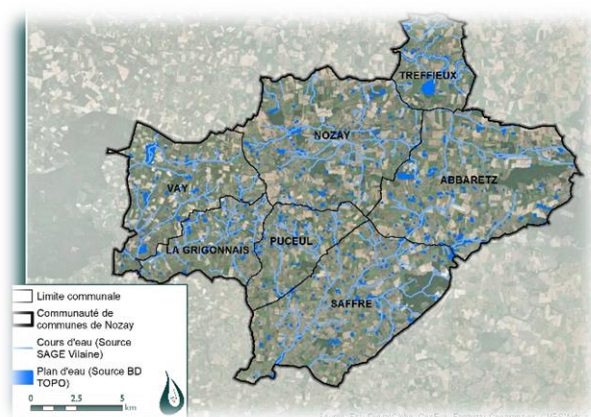 TREFFIEUX
NOZAY
ABBARETZ
VAY
LA GRIGONNAIS
PUCEUL
SAFFRE
Limite communale
Communauté de
communes de Nozay
Cours d'eau (Source
SAGE Vilaine)
Plan d'eau (Source BD
TOPO)
0 2,5 5
km